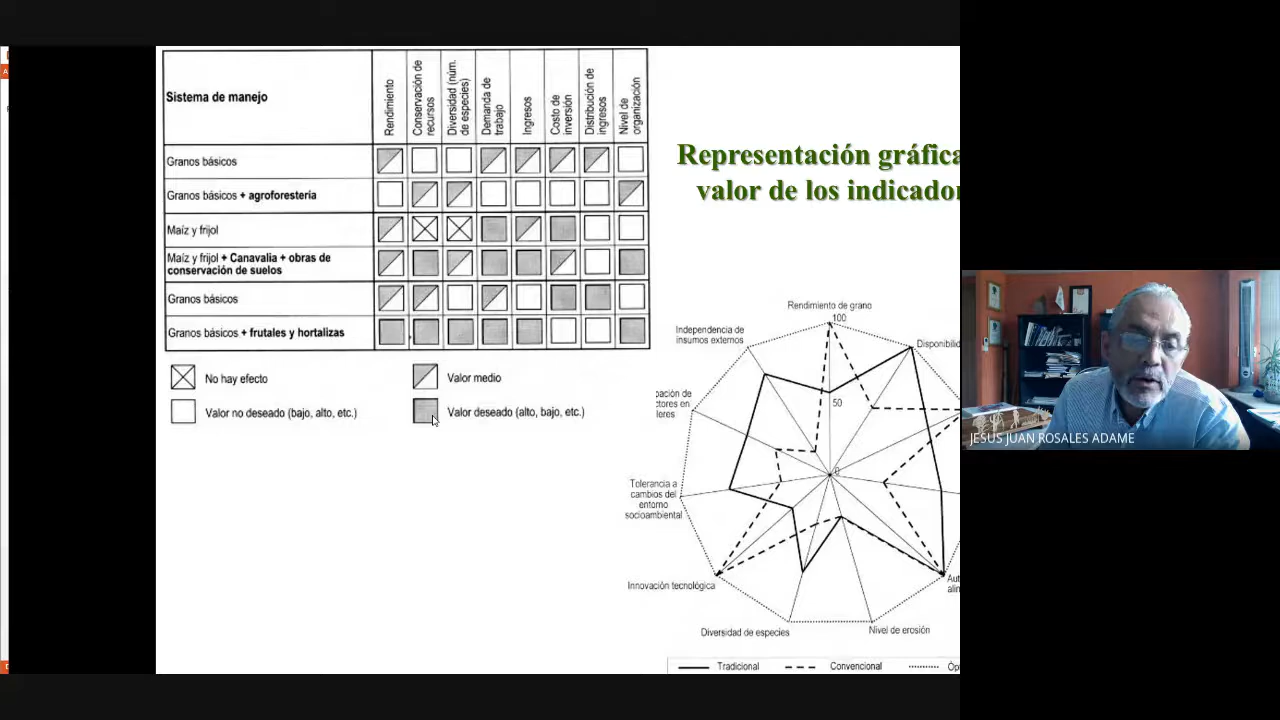 Sistema de manejo
Rendimiento
Conservación de
recursos
Diversidad (núm.
de especies)
Demanda de
trabajo
Ingresos
Costo de
inversión
Distribución de
ingresos
Nivel de
organización
Granos básicos
Granos básicos + agroforestería
Maíz y frijol
Maíz y frijol + Canavalia + obras de
conservación de suelos
Granos básicos
Granos básicos + frutales y hortalizas
No hay efecto
Valor medio
Valor no deseado (bajo, alto, etc.)
Valor deseado (alto, bajo, etc.)
Representación gráfica
valor de los indicador
Rendimiento de grano
100
Independencia de
insumos externos
Disponibilid
50
0
Tolerancia a
cambios del
entorno
socioambiental
Innovación tecnológica
Diversidad de especies
Nivel de erosión
Tradicional
Convencional
JESUS JUAN ROSALES ADAME